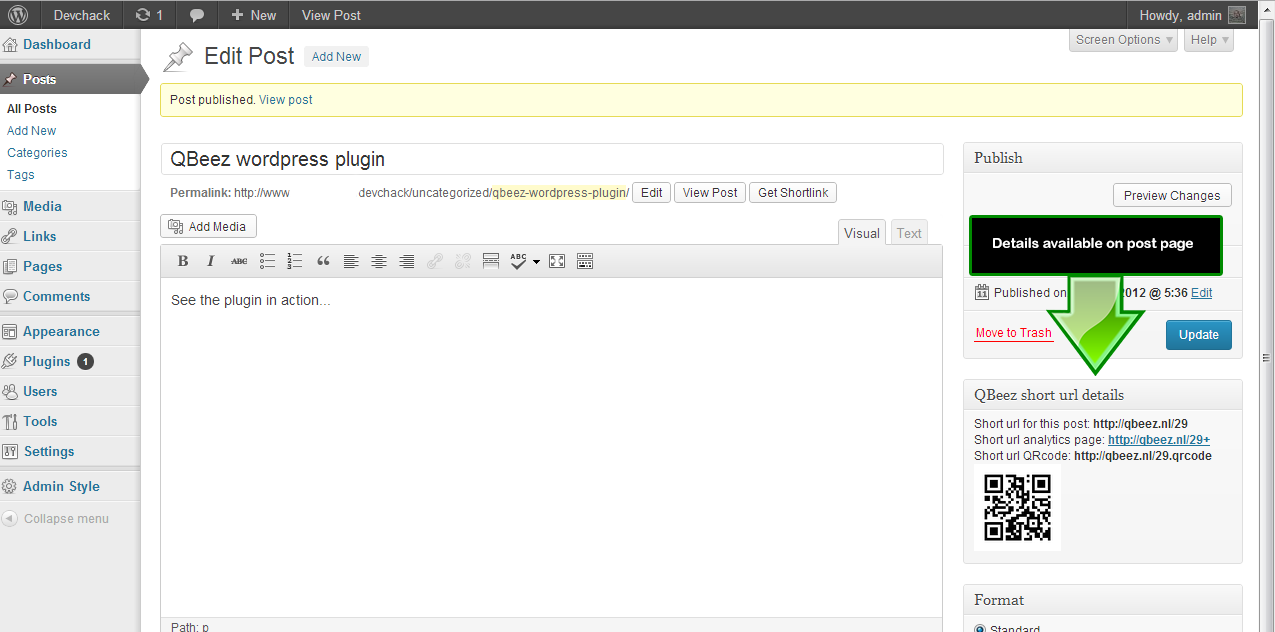 Devchack 1 New View Post Howdy, admin
Screen Options Help
Dashboard
Posts
All Posts
Add New
Categories
Tags
Media
Links
Pages
Comments
Appearance
Plugins 1
Users
Tools
Settings
Admin Style
Collapse menu
Edit Post Add New
Post published. View post
QBeez wordpress plugin
Permalink: http://www devchack/uncategorized/qbeez-wordpress-plugin/ Edit View Post Get Shortlink
Add Media
Visual Text
B I ABC ABC
See the plugin in action...
Path: p
Publish
Preview Changes
Details available on post page
11 Published on 2012 @ 5:36 Edit
Move to Trash Update
QBeez short url details
Short url for this post: http://qbeez.nl/29
Short url analytics page: http://qbeez.nl/29+
Short url QRcode: http://qbeez.nl/29.qrcode
Format
Standard